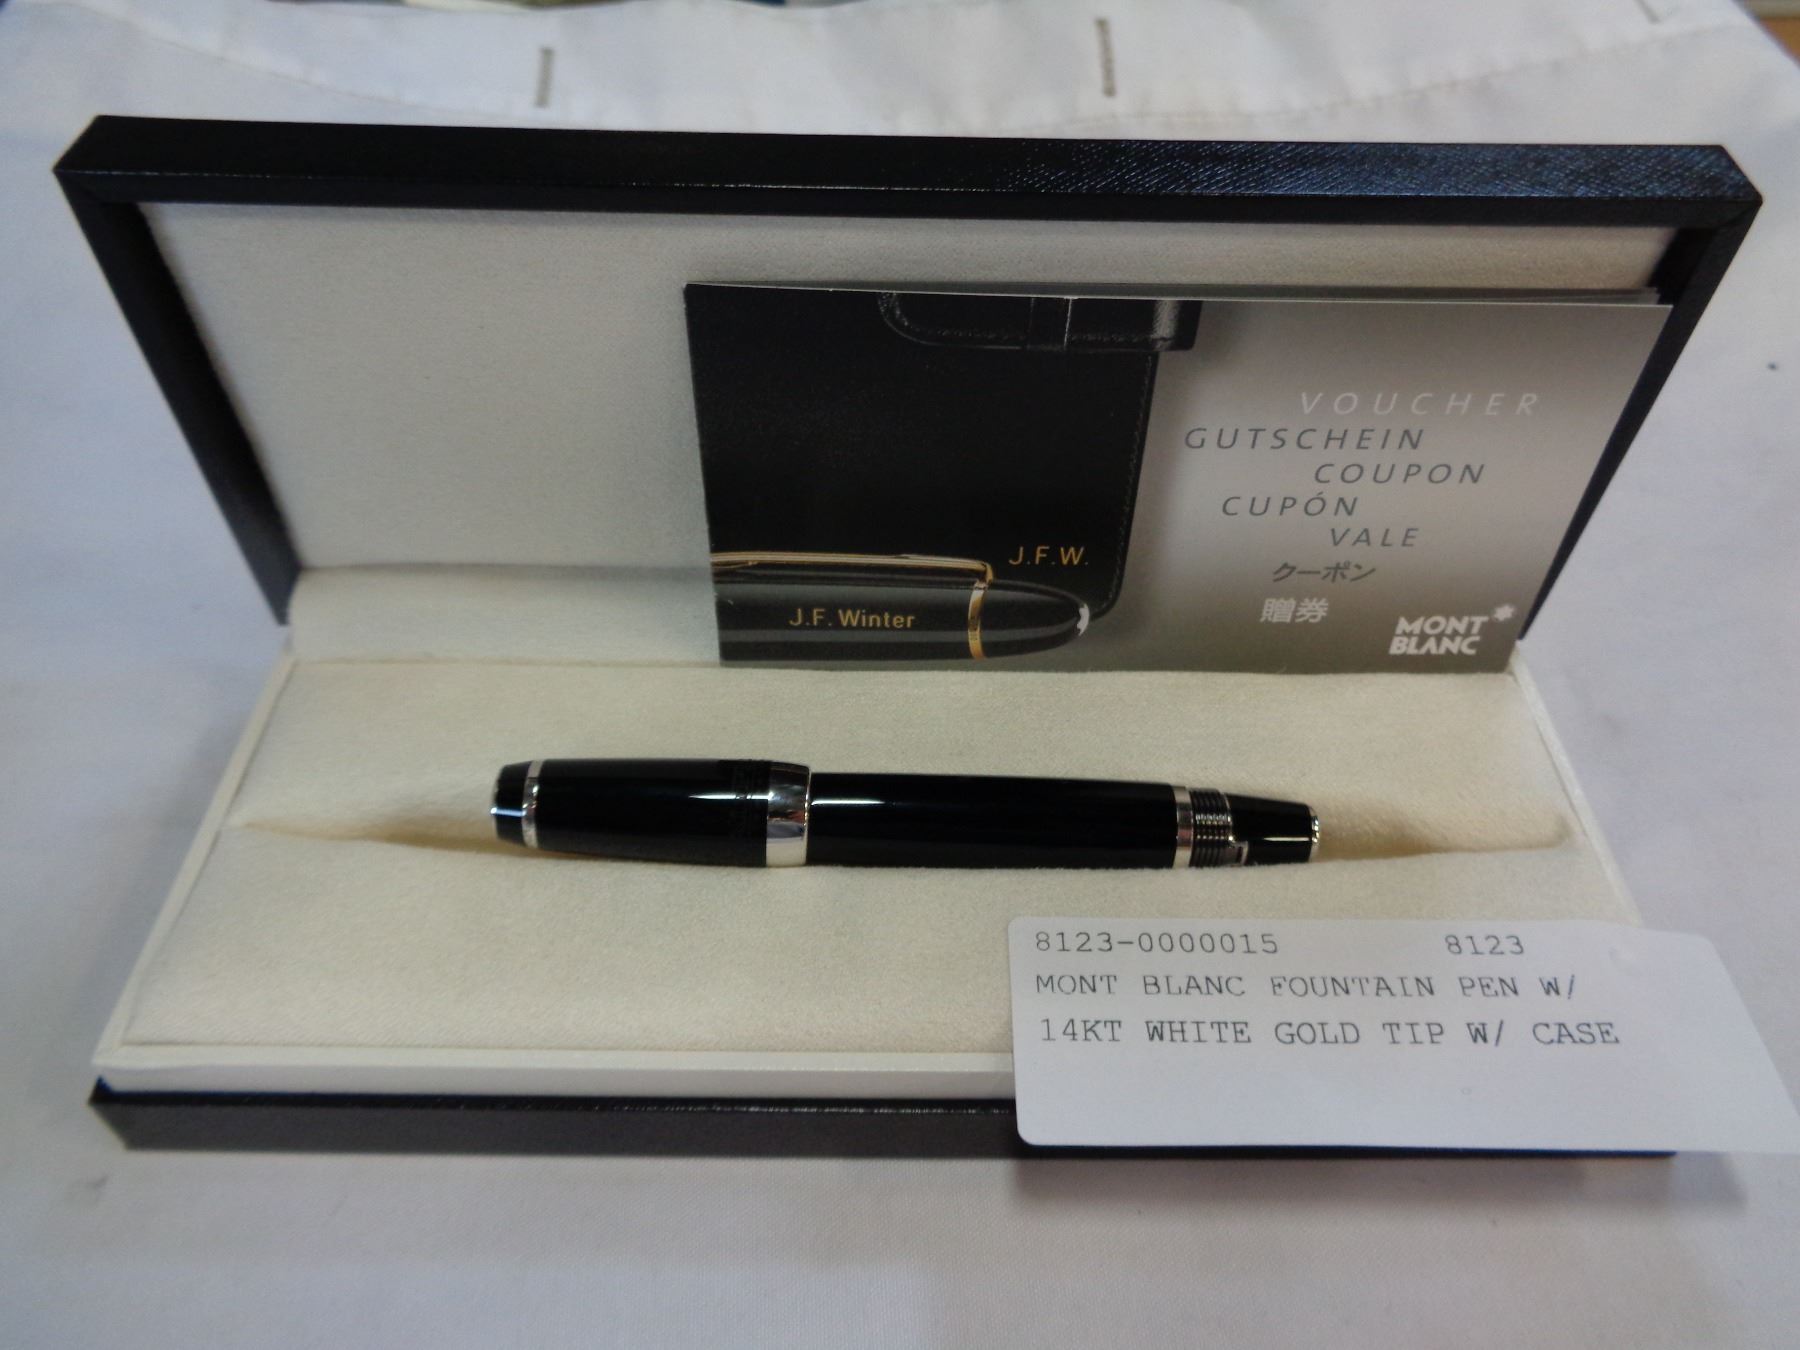 VOUCHER
GUTSCHEIN
COUPON
CUPÓN
VALE
クーポン
贈券
MONT
BLANC
J.F.W.
J.F. Winter
8123-0000015 8123
MONT BLANC FOUNTAIN PEN W/
14KT WHITE GOLD TIP W/ CASE